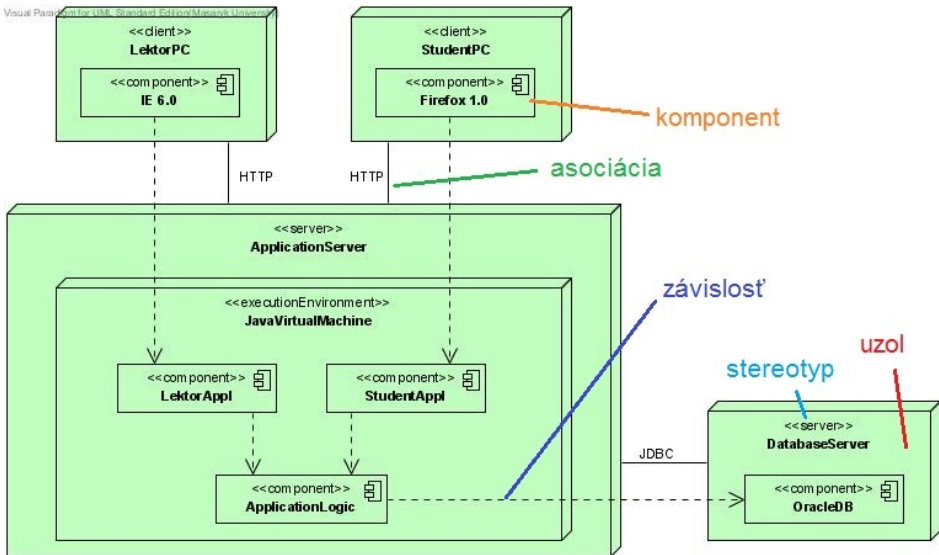 Visual Paradigm for UML Standard Edition(Masaryk University)
<<client>>
LektorPC
<<component>>
IE 6.0
<<client>>
StudentPC
<<component>>
Firefox 1.0
komponent
HTTP
HTTP
asociácia
<<server>>
ApplicationServer
<<executionEnvironment>>
JavaVirtualMachine
závislosť
<<component>>
LektorAppl
<<component>>
StudentAppl
uzol
stereotyp
<<server>>
DatabaseServer
JDBC
<<component>>
ApplicationLogic
<<component>>
OracleDB